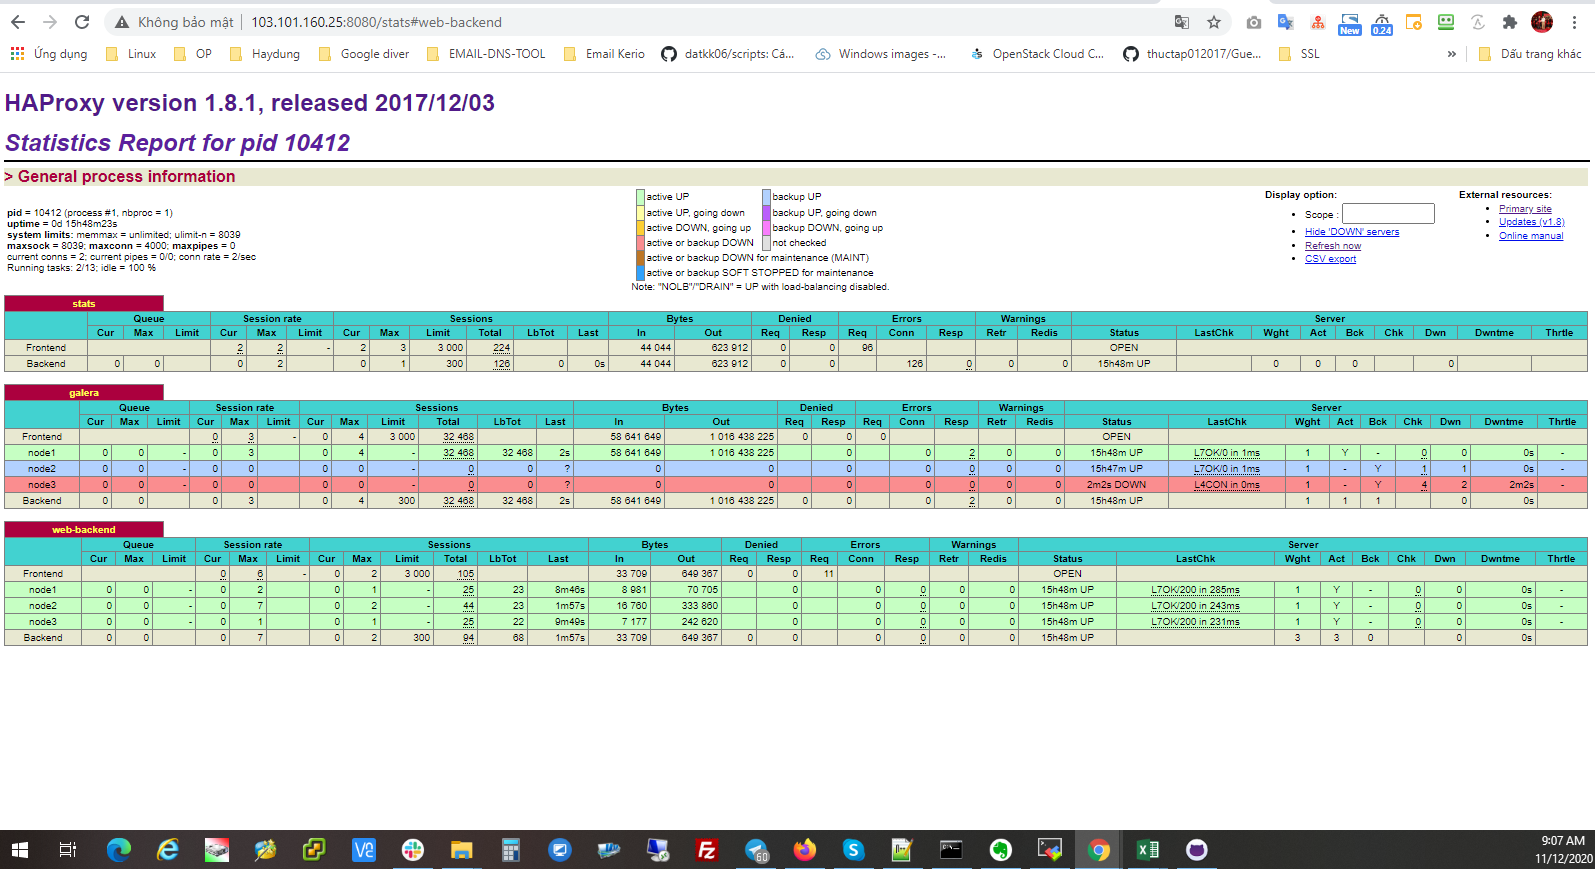 Không bảo mật | 103.101.160.25:8080/stats#web-backend
New 0.24
Ứng dụng Linux OP Haydung Google diver EMAIL-DNS-TOOL Email Kerio datkk06/scripts: Cá... Windows images -... OpenStack Cloud C... thuctap012017/Gue... SSL » Dấu trang khác
HAProxy version 1.8.1, released 2017/12/03
Statistics Report for pid 10412
> General process information
pid = 10412 (process #1, nbproc = 1)
uptime = 0d 15h48m23s
system limits: memmax = unlimited; ulimit-n = 8039
maxsock = 8039; maxconn = 4000; maxpipes = 0
current conns = 2; current pipes = 0/0; conn rate = 2/sec
Running tasks: 2/13; idle = 100 %
active UP backup UP
active UP, going down backup UP, going down
active DOWN, going up backup DOWN, going up
active or backup DOWN not checked
active or backup DOWN for maintenance (MAINT)
active or backup SOFT STOPPED for maintenance
Note: "NOLB"/"DRAIN" = UP with load-balancing disabled.
Display option:
Scope :
Hide 'DOWN' servers
Refresh now
CSV export
External resources:
Primary site
Updates (v1.8)
Online manual
stats
Queue Session rate Sessions Bytes Denied Errors Warnings Server
Cur Max Limit Cur Max Limit Cur Max Limit Total LbTot Last In Out Req Resp Req Conn Resp Retr Redis Status LastChk Wght Act Bck Chk Dwn Dwntme Thrtle
Frontend 2 2 - 2 3 3 000 224 44 044 623 912 0 0 96 OPEN
Backend 0 0 0 2 0 1 300 126 0 0s 44 044 623 912 0 0 126 0 0 0 15h48m UP 0 0 0 0
galera
Queue Session rate Sessions Bytes Denied Errors Warnings Server
Cur Max Limit Cur Max Limit Cur Max Limit Total LbTot Last In Out Req Resp Req Conn Resp Retr Redis Status LastChk Wght Act Bck Chk Dwn Dwntme Thrtle
Frontend 0 3 - 0 4 3 000 32 468 58 641 649 1 016 438 225 0 0 0 OPEN
node1 0 0 - 0 3 0 4 - 32 468 32 468 2s 58 641 649 1 016 438 225 0 0 2 0 0 15h48m UP L7OK/0 in 1ms 1 Y - 0 0 0s -
node2 0 0 - 0 0 0 0 - 0 0 ? 0 0 0 0 0 0 0 15h47m UP L7OK/0 in 1ms 1 - Y 1 1 0s -
node3 0 0 - 0 0 0 0 - 0 0 ? 0 0 0 0 0 0 0 2m2s DOWN L4CON in 0ms 1 - Y 4 2 2m2s -
Backend 0 0 0 3 0 4 300 32 468 32 468 2s 58 641 649 1 016 438 225 0 0 0 2 0 0 15h48m UP 1 1 1 0 0s
web-backend
Queue Session rate Sessions Bytes Denied Errors Warnings Server
Cur Max Limit Cur Max Limit Cur Max Limit Total LbTot Last In Out Req Resp Req Conn Resp Retr Redis Status LastChk Wght Act Bck Chk Dwn Dwntme Thrtle
Frontend 0 6 - 0 2 3 000 105 33 709 649 367 0 0 11 OPEN
node1 0 0 - 0 2 0 1 - 25 23 8m46s 8 981 70 705 0 0 0 0 0 15h48m UP L7OK/200 in 285ms 1 Y - 0 0 0s -
node2 0 0 - 0 7 0 2 - 44 23 1m57s 16 760 333 860 0 0 0 0 0 15h48m UP L7OK/200 in 243ms 1 Y - 0 0 0s -
node3 0 0 - 0 1 0 1 - 25 22 9m49s 7 177 242 620 0 0 0 0 0 15h48m UP L7OK/200 in 231ms 1 Y - 0 0 0s -
Backend 0 0 0 7 0 2 300 94 68 1m57s 33 709 649 367 0 0 0 0 0 0 15h48m UP 3 3 0 0 0s
60
9:07 AM
11/12/2020